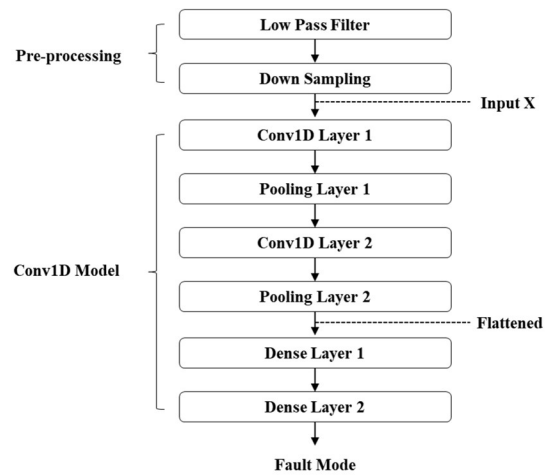 Low Pass Filter
Pre-processing
Down Sampling
Input X
Conv1D Layer 1
Pooling Layer 1
Conv1D Layer 2
Conv1D Model
Pooling Layer 2
Flattened
Dense Layer 1
Dense Layer 2
Fault Mode